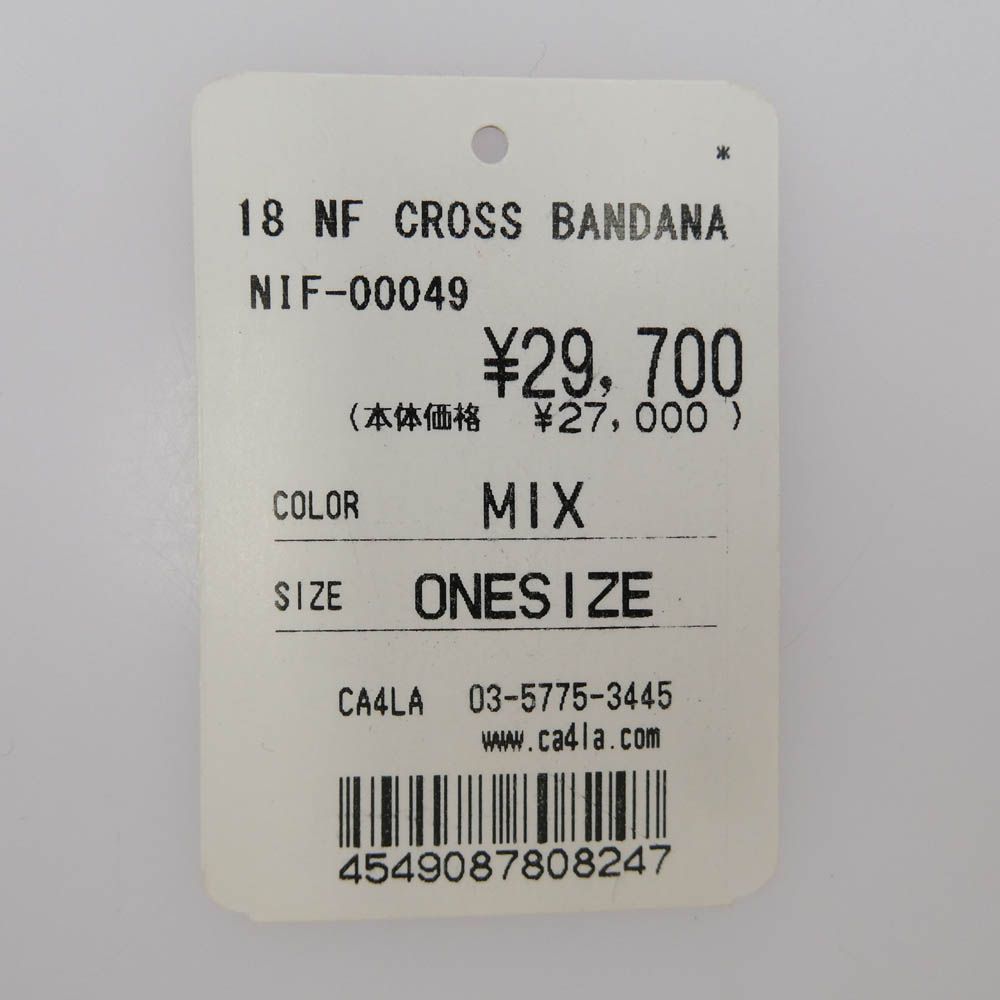 *
18 NF CROSS BANDANA
NIF-00049
¥29,700
(本体価格 ¥27,000 )
COLOR MIX
SIZE ONESIZE
CA4LA 03-5775-3445
www.ca4la.com
4549087808247